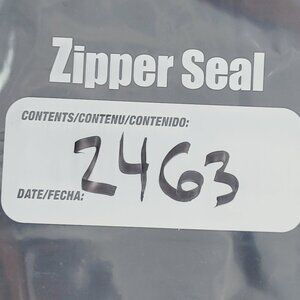 Zipper Seal
CONTENTS/CONTENU/CONTENIDO:
2463
DATE/FECHA: